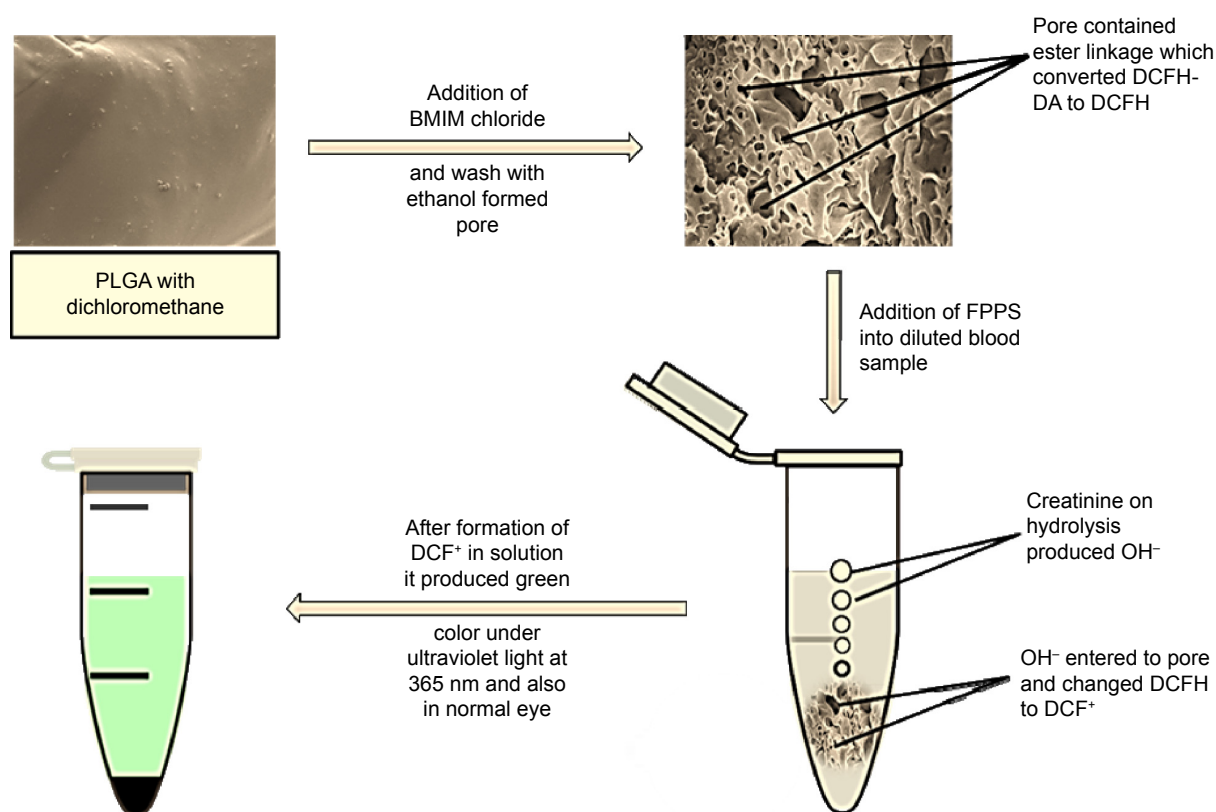 Addition of
BMIM chloride
and wash with
ethanol formed
pore
Pore contained
ester linkage which
converted DCFH-
DA to DCFH
PLGA with
dichloromethane
Addition of FPPS
into diluted blood
sample
Creatinine on
hydrolysis
produced OH⁻
OH⁻ entered to pore
and changed DCFH
to DCF⁺
After formation of
DCF⁺ in solution
it produced green
color under
ultraviolet light at
365 nm and also
in normal eye